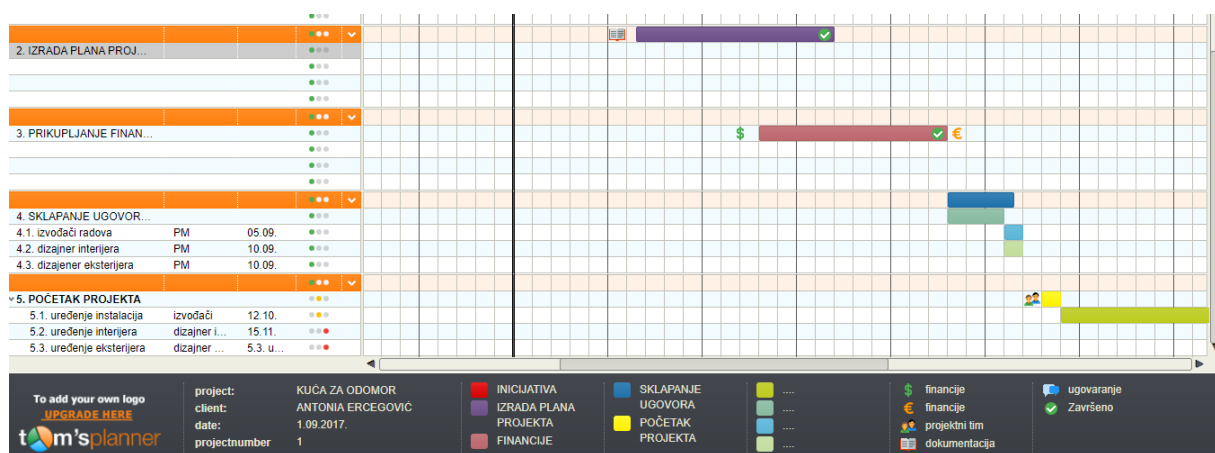 2. IZRADA PLANA PROJ...
3. PRIKUPLJANJE FINAN...
4. SKLAPANJE UGOVOR...
4.1. izvođači radova PM 05.09.
4.2. dizajner interijera PM 10.09.
4.3. dizajener eksterijera PM 10.09.
5. POČETAK PROJEKTA
5.1. uređenje instalacija izvođači 12.10.
5.2. uređenje interijera dizajner i... 15.11.
5.3. uređenje eksterijera dizajner ... 5.3. u...
$
€
To add your own logo
UPGRADE HERE
tom'splanner
project: KUĆA ZA ODOMOR
client: ANTONIA ERCEGOVIĆ
date: 1.09.2017.
projectnumber 1
INICIJATIVA
IZRADA PLANA
PROJEKTA
FINANCIJE
SKLAPANJE
UGOVORA
POČETAK
PROJEKTA
....
....
....
....
$ financije
€ financije
projektni tim
dokumentacija
ugovaranje
Završeno